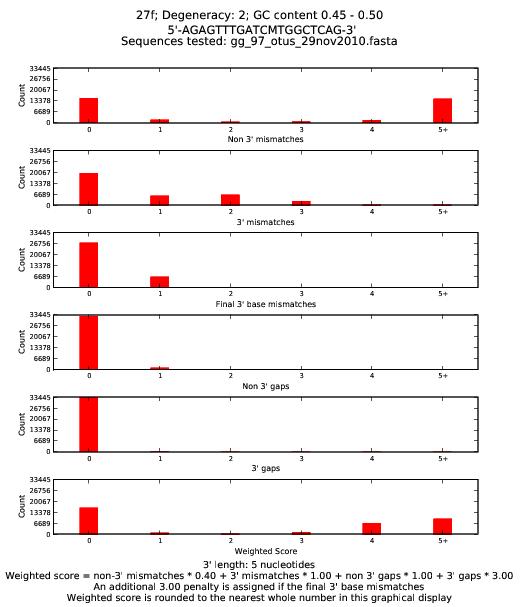 27f; Degeneracy: 2; GC content 0.45 - 0.50
5'-AGAGTTTGATCMTGGCTCAG-3'
Sequences tested: gg_97_otus_29nov2010.fasta
33445
26756
20067
13378
6689
0
Count
0 1 2 3 4 5+
Non 3' mismatches
33445
26756
20067
13378
6689
0
Count
0 1 2 3 4 5+
3' mismatches
33445
26756
20067
13378
6689
0
Count
0 1 2 3 4 5+
Final 3' base mismatches
33445
26756
20067
13378
6689
0
Count
0 1 2 3 4 5+
Non 3' gaps
33445
26756
20067
13378
6689
0
Count
0 1 2 3 4 5+
3' gaps
33445
26756
20067
13378
6689
0
Count
0 1 2 3 4 5+
Weighted Score
3' length: 5 nucleotides
Weighted score = non-3' mismatches * 0.40 + 3' mismatches * 1.00 + non 3' gaps * 1.00 + 3' gaps * 3.00
An additional 3.00 penalty is assigned if the final 3' base mismatches
Weighted score is rounded to the nearest whole number in this graphical display